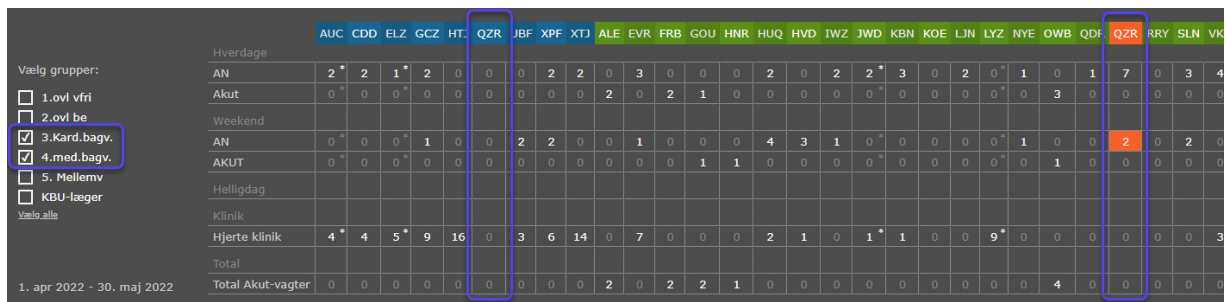 AUC CDD ELZ GCZ HTJ QZR JBF XPF XTJ ALE EVR FRB GOU HNR HUQ HVD IWZ JWD KBN KOE LJN LYZ NYE OWB QDR QZR RRY SLN VK
Hverdage
Vælg grupper:
AN 2* 2 1* 2 0 0 0 2 2 0 3 0 0 0 2 0 2 2* 3 0 2 0* 1 0 1 7 0 3 4
1.ovl vfri
Akut 0* 0 0* 0 0 0 0 0 0 2 0 2 1 0 0 0 0 0* 0 0 0 0* 0 3 0 0 0 0 0
2.ovl be
Weekend
3.Kard.bagv.
AN 0* 0 0* 1 0 0 2 2 0 0 1 0 0 0 4 3 1 0* 0 0 0 0* 1 0 0 2 0 2 0
4.med.bagv.
AKUT 0* 0 0* 0 0 0 0 0 0 0 0 0 1 1 0 0 0 0* 0 0 0 0* 0 1 0 0 0 0 0
5. Mellemv
Helligdag
KBU-læger
Vælg alle
Klinik
Hjerte klinik 4* 4 5* 9 16 0 3 6 14 0 7 0 0 0 2 1 0 1* 1 0 0 9* 0 0 0 0 0 0 3
Total
1. apr 2022 - 30. maj 2022
Total Akut-vagter 0 0 0 0 0 0 0 0 0 2 0 2 2 1 0 0 0 0 0 0 0 0 0 4 0 0 0 0 0